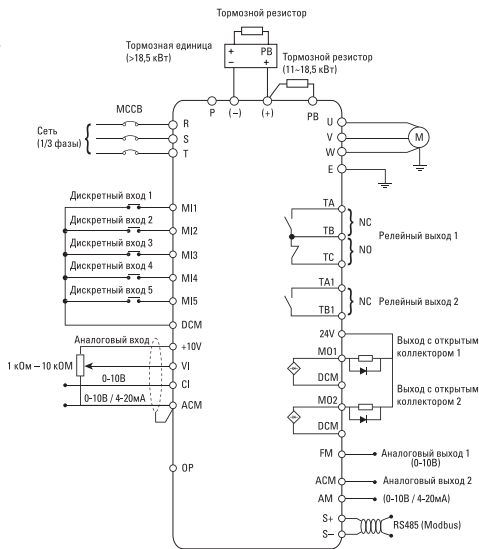 Тормозной резистор
Тормозная единица
(>18,5 кВт)
+ PB
− +
Тормозной резистор
(11~18,5 кВт)
P (−) (+) PB
MCCB
Сеть
(1/3 фазы)
R
S
T
U
V
W
M
E
Дискретный вход 1
MI1
Дискретный вход 2
MI2
Дискретный вход 3
MI3
Дискретный вход 4
MI4
Дискретный вход 5
MI5
DCM
TA
NC
TB
Релейный выход 1
NO
TC
TA1
NC Релейный выход 2
TB1
Аналоговый вход
+10V
1 кОм – 10 кОМ
VI
0-10В
CI
0-10В / 4-20мА
ACM
OP
24V
Выход с открытым
коллектором 1
MO1
DCM
Выход с открытым
коллектором 2
MO2
DCM
FM
Аналоговый выход 1
(0-10В)
ACM
Аналоговый выход 2
AM
(0-10В / 4-20мА)
S+
RS485 (Modbus)
S−